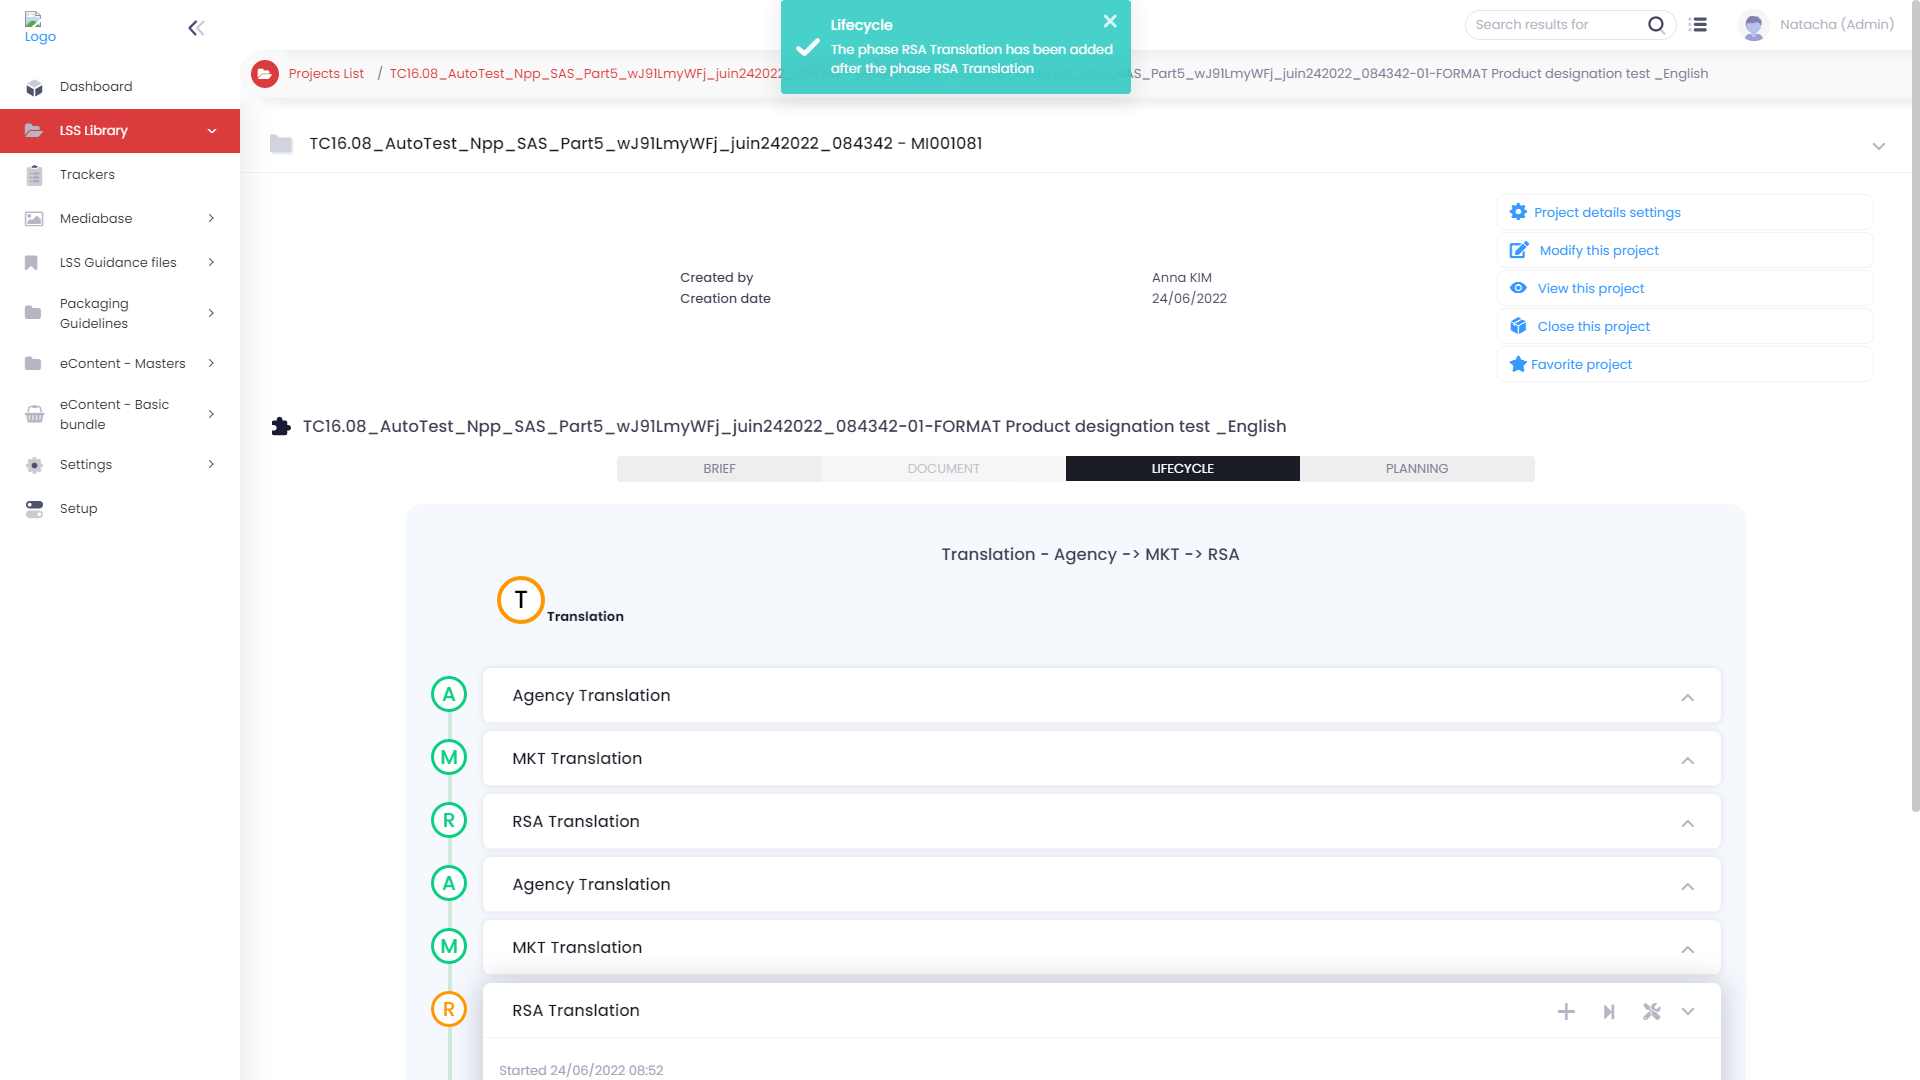 Logo
Dashboard
LSS Library
Trackers
Mediabase
LSS Guidance files
Packaging
Guidelines
eContent - Masters
eContent - Basic
bundle
Settings
Setup
Lifecycle
The phase RSA Translation has been added
after the phase RSA Translation
Search results for
Natacha (Admin)
Projects List / TC16.08_AutoTest_Npp_SAS_Part5_wJ91LmyWFj_juin242022 SAS_Part5_wJ91LmyWFj_juin242022_084342-01-FORMAT Product designation test _English
TC16.08_AutoTest_Npp_SAS_Part5_wJ91LmyWFj_juin242022_084342 - MI001081
Created by Anna KIM
Creation date 24/06/2022
Project details settings
Modify this project
View this project
Close this project
Favorite project
TC16.08_AutoTest_Npp_SAS_Part5_wJ91LmyWFj_juin242022_084342-01-FORMAT Product designation test _English
BRIEF DOCUMENT LIFECYCLE PLANNING
Translation - Agency -> MKT -> RSA
T Translation
A Agency Translation
M MKT Translation
R RSA Translation
A Agency Translation
M MKT Translation
R RSA Translation
Started 24/06/2022 08:52